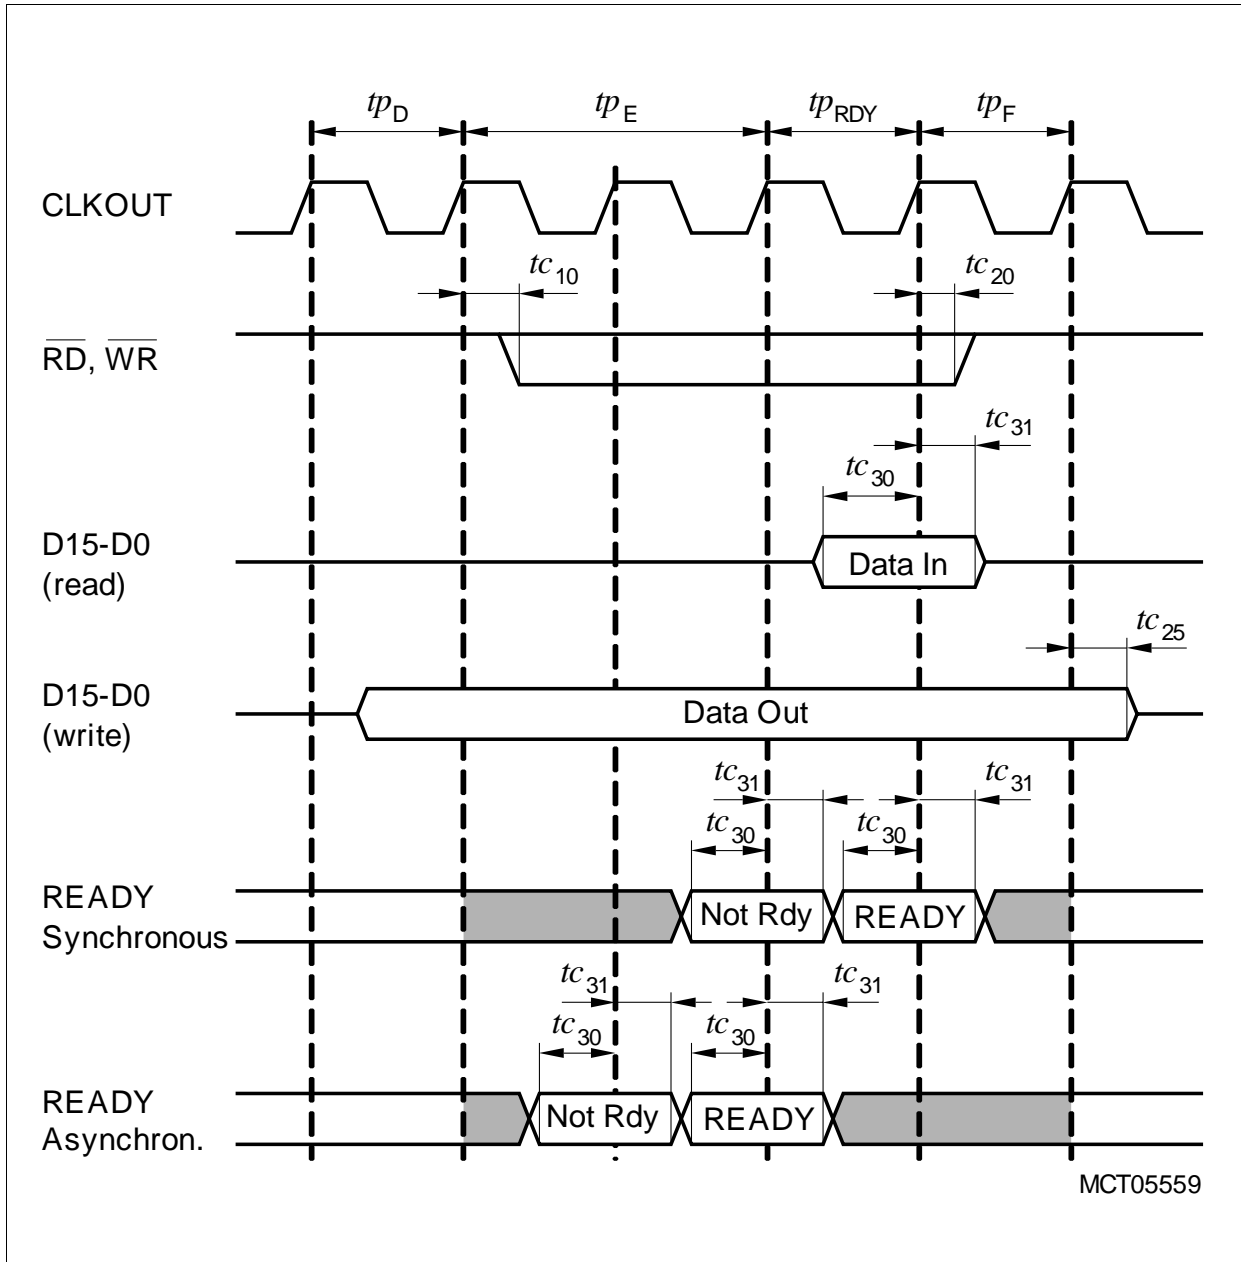 tpD tpE tpRDY tpF
CLKOUT
tc10 tc20
RD, WR
tc31
tc30
D15-D0
(read)
Data In
tc25
D15-D0
(write)
Data Out
tc31 tc31
tc30 tc30
READY
Synchronous
Not Rdy READY
tc31 tc31
tc30 tc30
READY
Asynchron.
Not Rdy READY
MCT05559